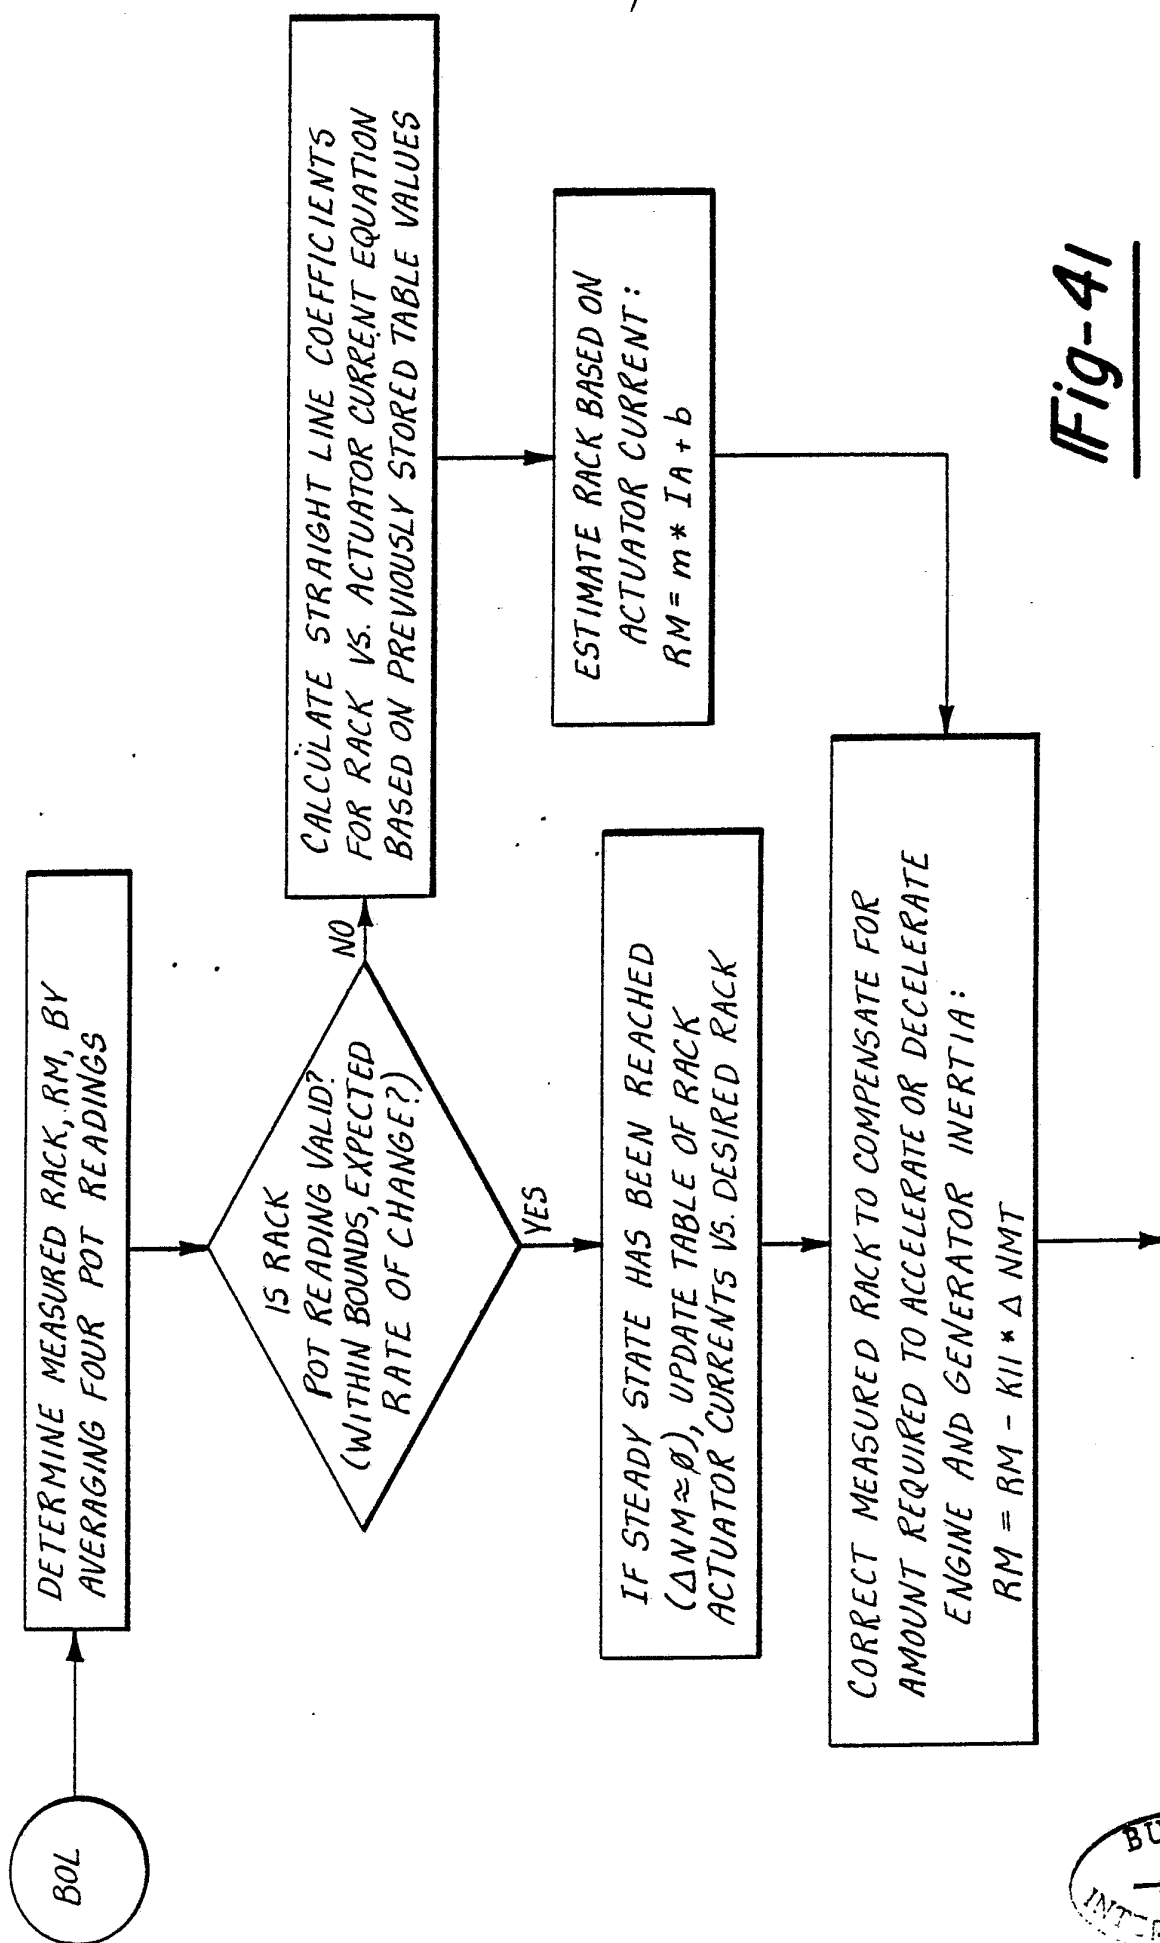 BOL
DETERMINE MEASURED RACK, RM, BY
AVERAGING FOUR POT READINGS
IS RACK
POT READING VALID?
(WITHIN BOUNDS, EXPECTED
RATE OF CHANGE?)
NO
CALCULATE STRAIGHT LINE COEFFICIENTS
FOR RACK VS. ACTUATOR CURRENT EQUATION
BASED ON PREVIOUSLY STORED TABLE VALUES
ESTIMATE RACK BASED ON
ACTUATOR CURRENT:
RM = m * IA + b
YES
IF STEADY STATE HAS BEEN REACHED
(ΔNM ≈ ø), UPDATE TABLE OF RACK
ACTUATOR CURRENTS VS. DESIRED RACK
CORRECT MEASURED RACK TO COMPENSATE FOR
AMOUNT REQUIRED TO ACCELERATE OR DECELERATE
ENGINE AND GENERATOR INERTIA:
RM = RM - K11 * Δ NMT
Fig-41